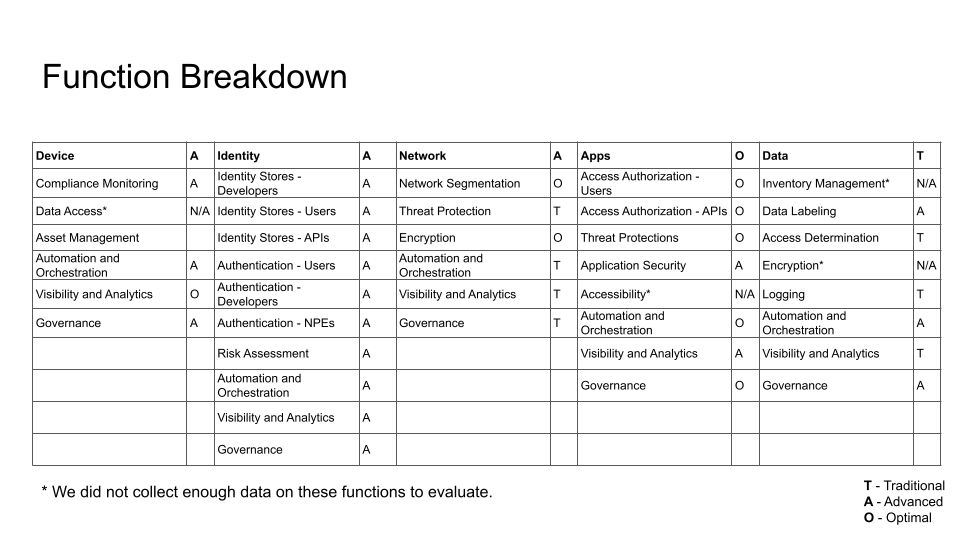 Function Breakdown
Device A Identity A Network A Apps O Data T
Compliance Monitoring A Identity Stores - Developers A Network Segmentation O Access Authorization - Users O Inventory Management* N/A
Data Access* N/A Identity Stores - Users A Threat Protection T Access Authorization - APIs O Data Labeling A
Asset Management Identity Stores - APIs A Encryption O Threat Protections O Access Determination T
Automation and Orchestration A Authentication - Users A Automation and Orchestration T Application Security A Encryption* N/A
Visibility and Analytics O Authentication - Developers A Visibility and Analytics T Accessibility* N/A Logging T
Governance A Authentication - NPEs A Governance T Automation and Orchestration O Automation and Orchestration A
Risk Assessment A Visibility and Analytics A Visibility and Analytics T
Automation and Orchestration A Governance O Governance A
Visibility and Analytics A
Governance A
* We did not collect enough data on these functions to evaluate.
T - Traditional
A - Advanced
O - Optimal